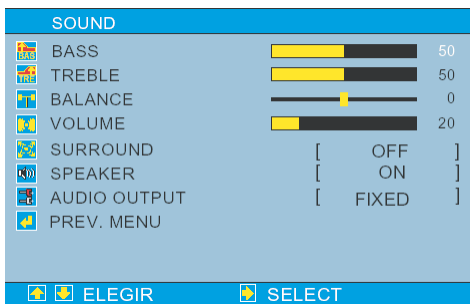 SOUND
BASS 50
TREBLE 50
BALANCE 0
VOLUME 20
SURROUND [ OFF ]
SPEAKER [ ON ]
AUDIO OUTPUT [ FIXED ]
PREV. MENU
ELEGIR SELECT